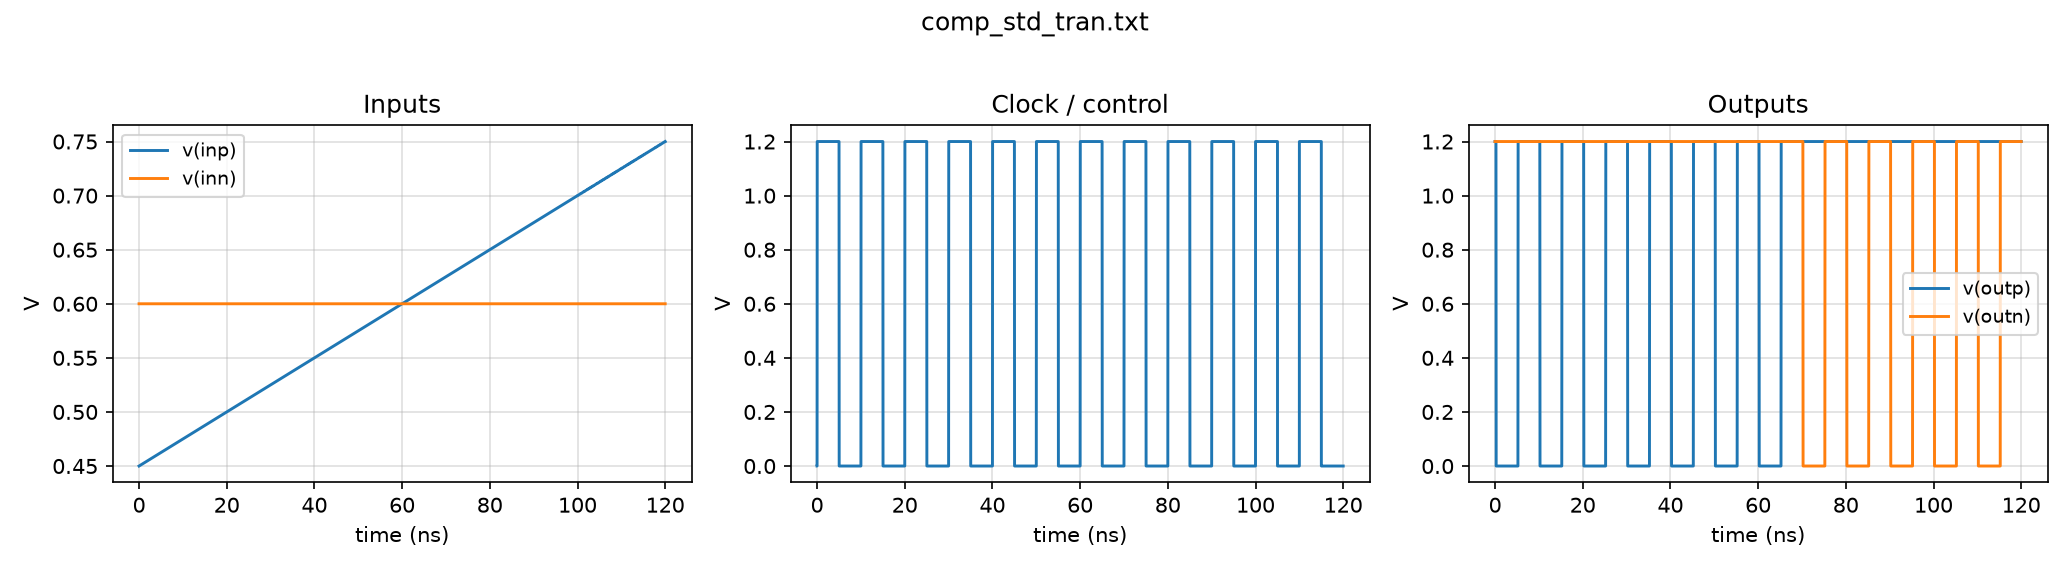 comp_std_tran.txt
Inputs
0.75
0.70
0.65
0.60
0.55
0.50
0.45
V
v(inp)
v(inn)
0 20 40 60 80 100 120
time (ns)
Clock / control
1.2
1.0
0.8
0.6
0.4
0.2
0.0
V
0 20 40 60 80 100 120
time (ns)
Outputs
1.2
1.0
0.8
0.6
0.4
0.2
0.0
V
v(outp)
v(outn)
0 20 40 60 80 100 120
time (ns)